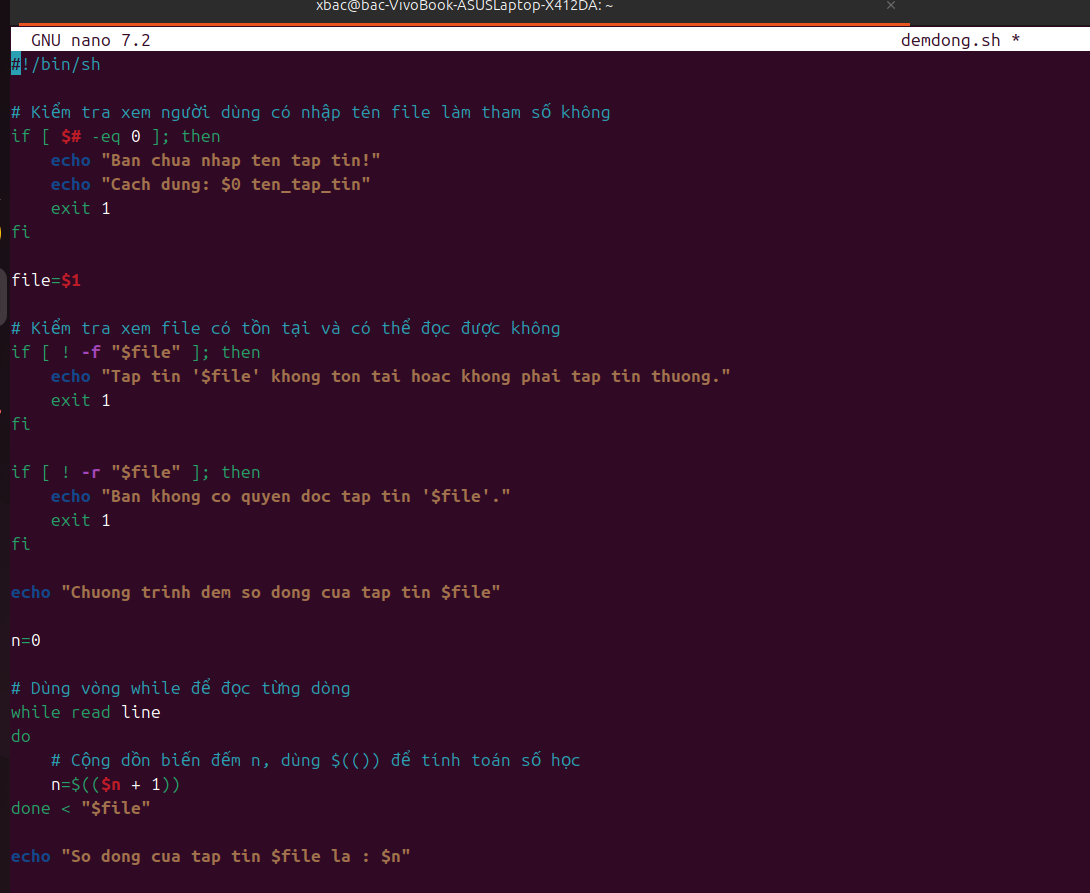 xbac@bac-VivoBook-ASUSLaptop-X412DA: ~ ×
GNU nano 7.2 demdong.sh *
#!/bin/sh
# Kiểm tra xem người dùng có nhập tên file làm tham số không
if [ $# -eq 0 ]; then
    echo "Ban chua nhap ten tap tin!"
    echo "Cach dung: $0 ten_tap_tin"
    exit 1
fi
file=$1
# Kiểm tra xem file có tồn tại và có thể đọc được không
if [ ! -f "$file" ]; then
    echo "Tap tin '$file' khong ton tai hoac khong phai tap tin thuong."
    exit 1
fi
if [ ! -r "$file" ]; then
    echo "Ban khong co quyen doc tap tin '$file'."
    exit 1
fi
echo "Chuong trinh dem so dong cua tap tin $file"
n=0
# Dùng vòng while để đọc từng dòng
while read line
do
    # Cộng dồn biến đếm n, dùng $(()) để tính toán số học
    n=$(($n + 1))
done < "$file"
echo "So dong cua tap tin $file la : $n"